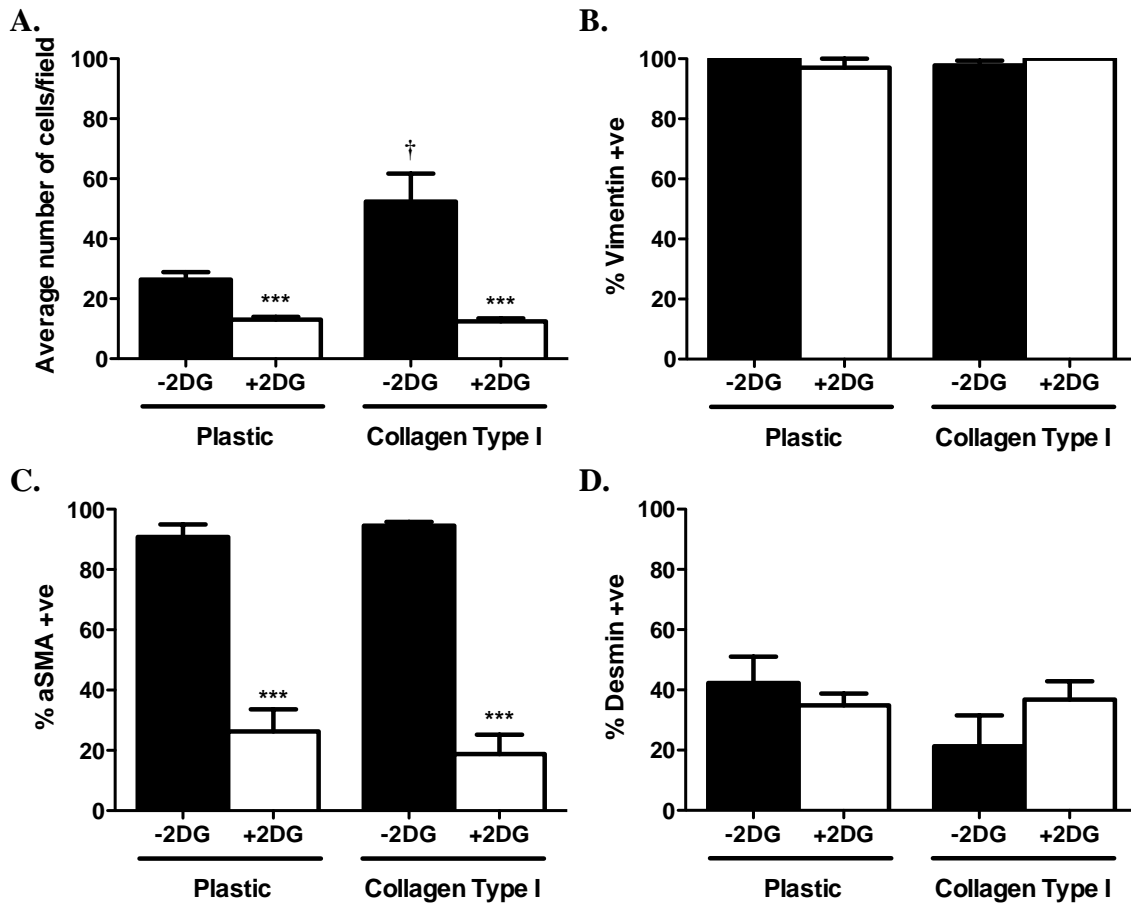 A.
Average number of cells/field
100
80
60
40
20
0
†
***
***
-2DG +2DG -2DG +2DG
Plastic Collagen Type I
B.
% Vimentin +ve
100
80
60
40
20
0
-2DG +2DG -2DG +2DG
Plastic Collagen Type I
C.
% aSMA +ve
100
80
60
40
20
0
***
***
-2DG +2DG -2DG +2DG
Plastic Collagen Type I
D.
% Desmin +ve
100
80
60
40
20
0
-2DG +2DG -2DG +2DG
Plastic Collagen Type I